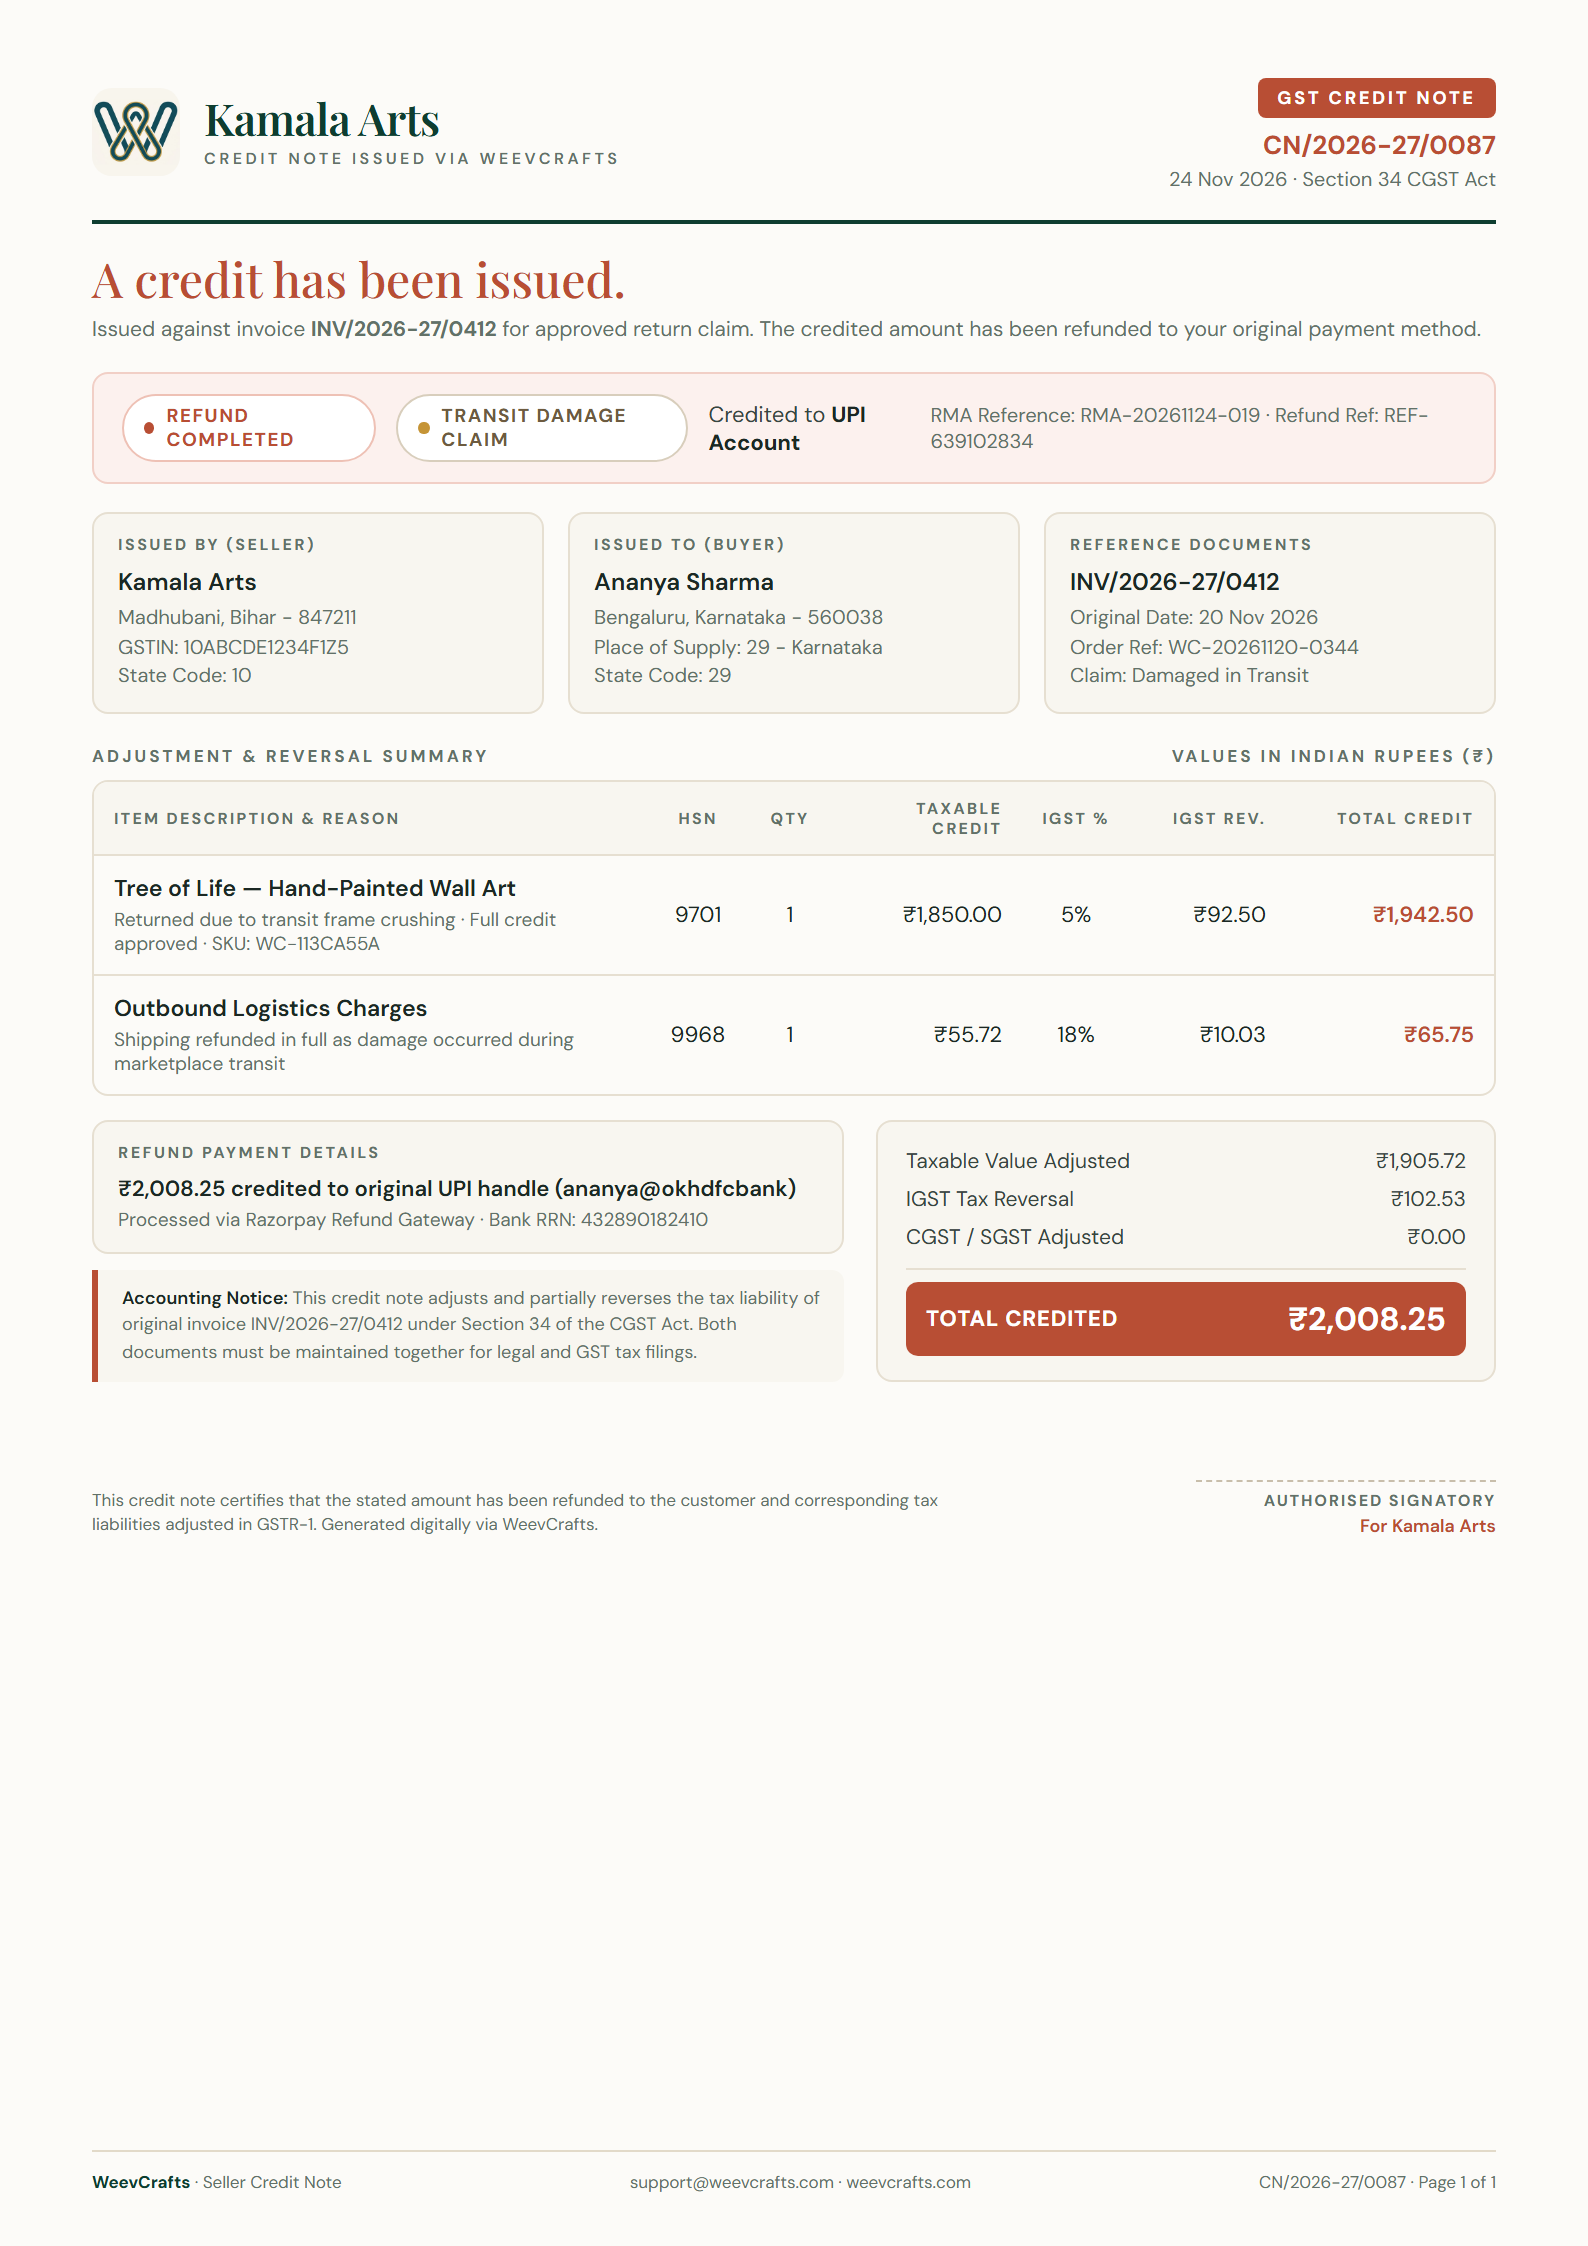 Kamala Arts
CREDIT NOTE ISSUED VIA WEEVCRAFTS
GST CREDIT NOTE
CN/2026-27/0087
24 Nov 2026 · Section 34 CGST Act
A credit has been issued.
Issued against invoice INV/2026-27/0412 for approved return claim. The credited amount has been refunded to your original payment method.
REFUND
COMPLETED
TRANSIT DAMAGE
CLAIM
Credited to UPI
Account
RMA Reference: RMA-20261124-019 · Refund Ref: REF-
639102834
ISSUED BY (SELLER)
Kamala Arts
Madhubani, Bihar - 847211
GSTIN: 10ABCDE1234F1Z5
State Code: 10
ISSUED TO (BUYER)
Ananya Sharma
Bengaluru, Karnataka - 560038
Place of Supply: 29 - Karnataka
State Code: 29
REFERENCE DOCUMENTS
INV/2026-27/0412
Original Date: 20 Nov 2026
Order Ref: WC-20261120-0344
Claim: Damaged in Transit
ADJUSTMENT & REVERSAL SUMMARY
VALUES IN INDIAN RUPEES (₹)
ITEM DESCRIPTION & REASON HSN QTY TAXABLE CREDIT IGST % IGST REV. TOTAL CREDIT
Tree of Life — Hand-Painted Wall Art
Returned due to transit frame crushing · Full credit
approved · SKU: WC-113CA55A
9701 1 ₹1,850.00 5% ₹92.50 ₹1,942.50
Outbound Logistics Charges
Shipping refunded in full as damage occurred during
marketplace transit
9968 1 ₹55.72 18% ₹10.03 ₹65.75
REFUND PAYMENT DETAILS
₹2,008.25 credited to original UPI handle (ananya@okhdfcbank)
Processed via Razorpay Refund Gateway · Bank RRN: 432890182410
Accounting Notice: This credit note adjusts and partially reverses the tax liability of
original invoice INV/2026-27/0412 under Section 34 of the CGST Act. Both
documents must be maintained together for legal and GST tax filings.
Taxable Value Adjusted ₹1,905.72
IGST Tax Reversal ₹102.53
CGST / SGST Adjusted ₹0.00
TOTAL CREDITED ₹2,008.25
This credit note certifies that the stated amount has been refunded to the customer and corresponding tax
liabilities adjusted in GSTR-1. Generated digitally via WeevCrafts.
AUTHORISED SIGNATORY
For Kamala Arts
WeevCrafts · Seller Credit Note
support@weevcrafts.com · weevcrafts.com
CN/2026-27/0087 · Page 1 of 1